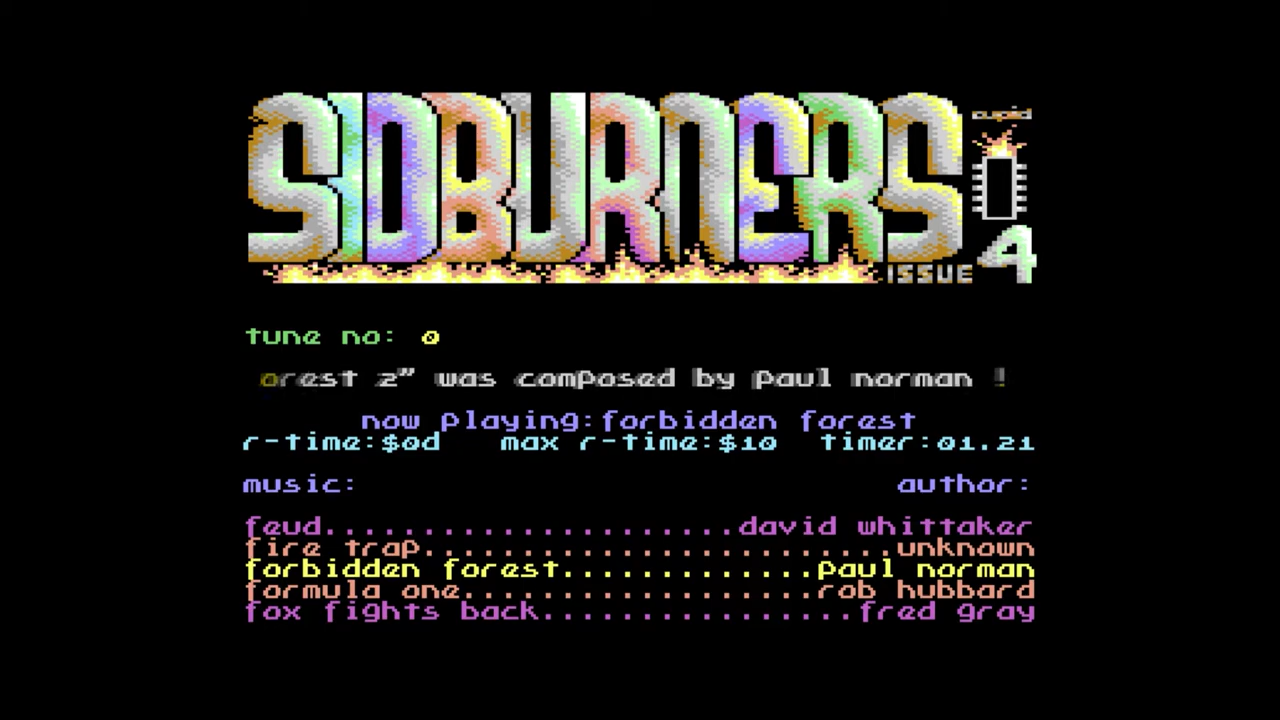 SIDBURNERS
cupid
ISSUE 4
tune no: 0
orest 2" was composed by paul norman !
now playing:forbidden forest
r-time:$0d max r-time:$10 timer:01.21
music: author:
feud.....................david whittaker
fire trap........................unknown
forbidden forest.............paul norman
formula one..................rob hubbard
fox fights back................fred gray